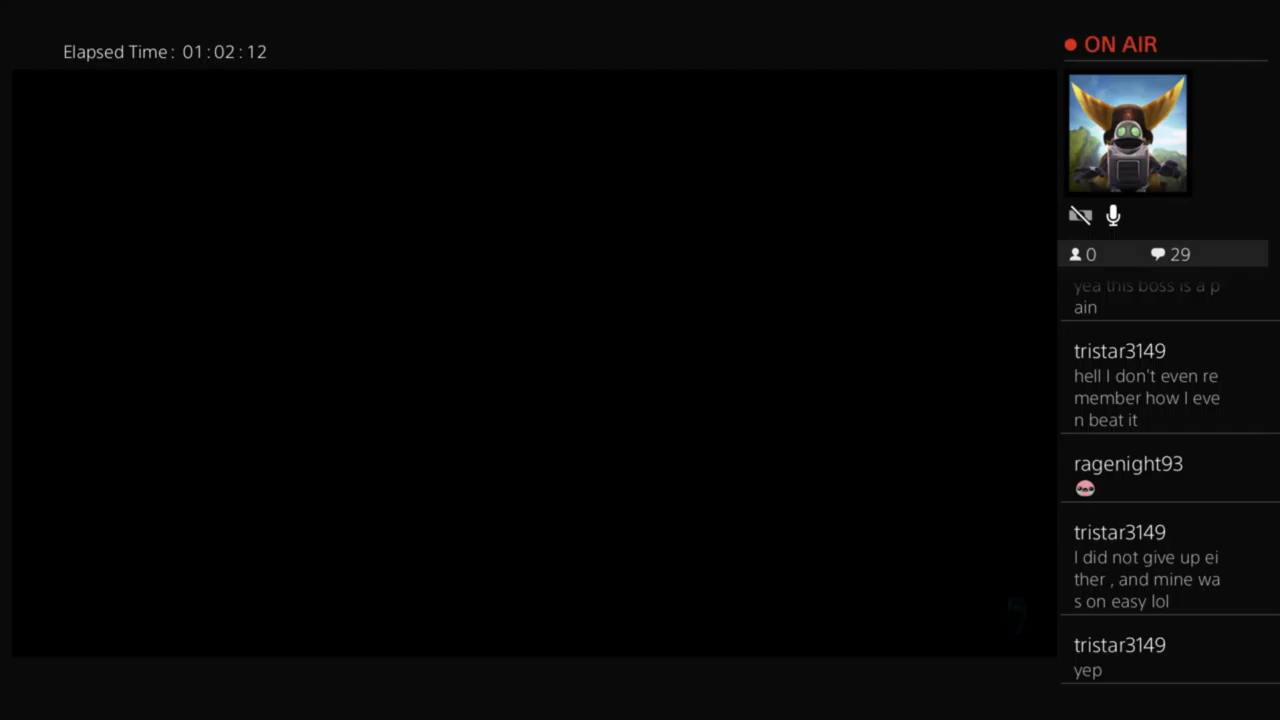 Elapsed Time: 01:02:12
ON AIR
0 29
yea this boss is a p
ain
tristar3149
hell I don't even re
member how I eve
n beat it
ragenight93
tristar3149
I did not give up ei
ther , and mine wa
s on easy lol
tristar3149
yep